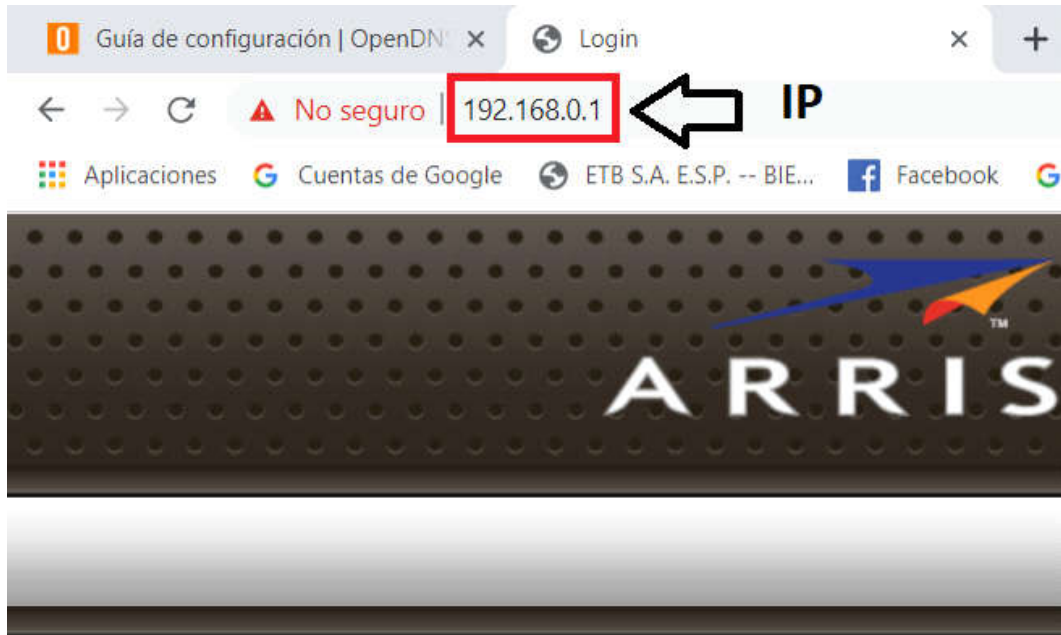 Guía de configuración | OpenDN Login
No seguro | 192.168.0.1 IP
Aplicaciones G Cuentas de Google ETB S.A. E.S.P. -- BIE... f Facebook G
TM
ARRIS